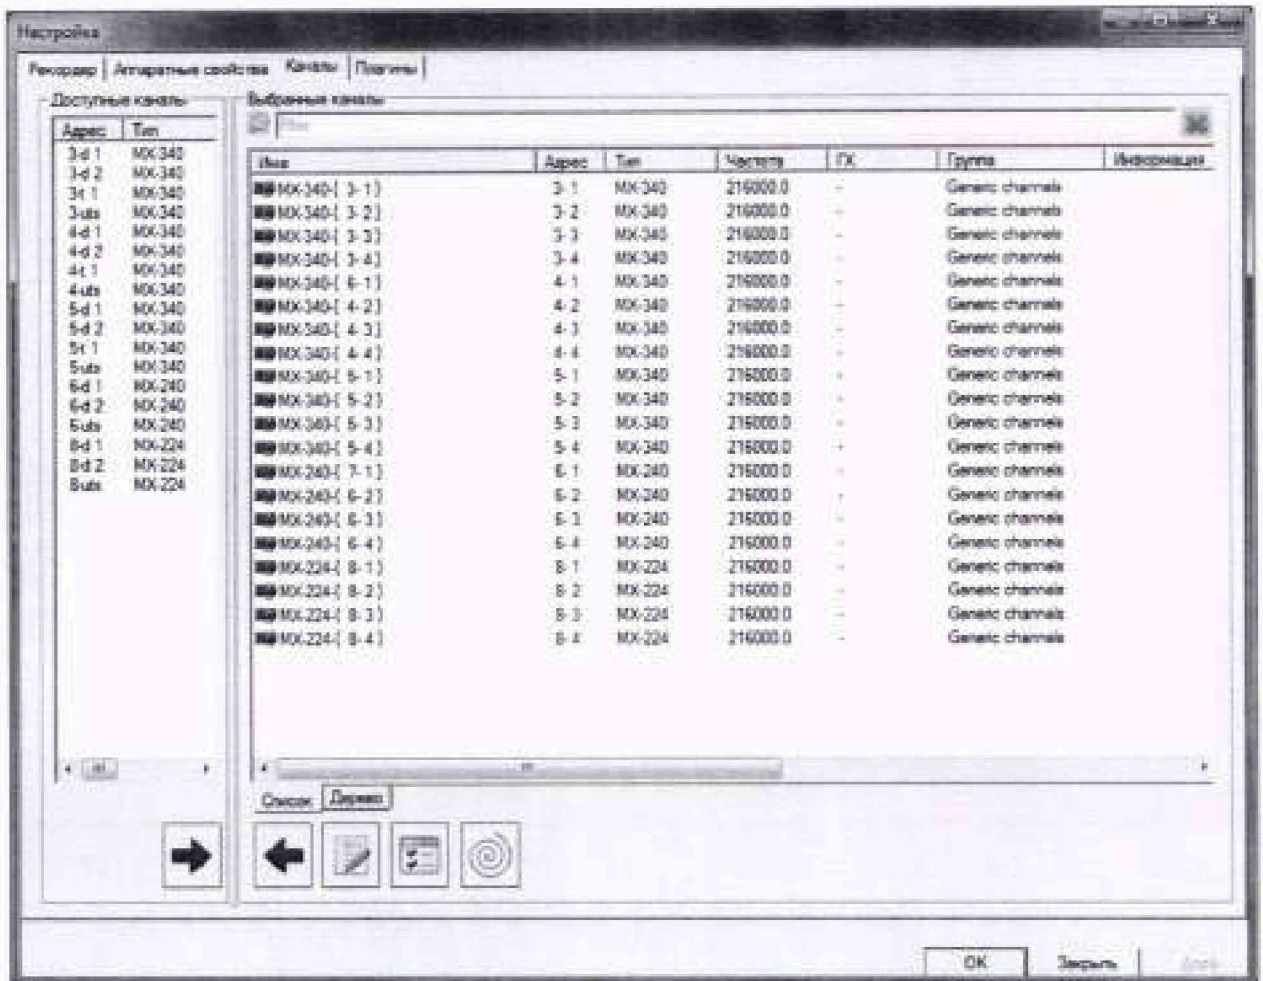 Настройка
Рекордер Аппаратные свойства Каналы Плагины
Доступные каналы
Адрес Тип
3-d 1 MX-340
3-d 2 MX-340
3-t 1 MX-340
3-uts MX-340
4-d 1 MX-340
4-d 2 MX-340
4-t 1 MX-340
4-uts MX-340
5-d 1 MX-340
5-d 2 MX-340
5-t 1 MX-340
5-uts MX-340
6-d 1 MX-240
6-d 2 MX-240
6-uts MX-240
8-d 1 MX-224
8-d 2 MX-224
8-uts MX-224
Выбранные каналы
Filter
Имя Адрес Тип Частота ГХ Группа Информация
MX-340-[ 3- 1] 3- 1 MX-340 216000.0 - Generic channels
MX-340-[ 3- 2] 3- 2 MX-340 216000.0 - Generic channels
MX-340-[ 3- 3] 3- 3 MX-340 216000.0 - Generic channels
MX-340-[ 3- 4] 3- 4 MX-340 216000.0 - Generic channels
MX-340-[ 6- 1] 4- 1 MX-340 216000.0 - Generic channels
MX-340-[ 4- 2] 4- 2 MX-340 216000.0 - Generic channels
MX-340-[ 4- 3] 4- 3 MX-340 216000.0 - Generic channels
MX-340-[ 4- 4] 4- 4 MX-340 216000.0 - Generic channels
MX-340-[ 5- 1] 5- 1 MX-340 216000.0 - Generic channels
MX-340-[ 5- 2] 5- 2 MX-340 216000.0 - Generic channels
MX-340-[ 5- 3] 5- 3 MX-340 216000.0 - Generic channels
MX-340-[ 5- 4] 5- 4 MX-340 216000.0 - Generic channels
MX-240-[ 7- 1] 6- 1 MX-240 216000.0 - Generic channels
MX-240-[ 6- 2] 6- 2 MX-240 216000.0 - Generic channels
MX-240-[ 6- 3] 6- 3 MX-240 216000.0 - Generic channels
MX-240-[ 6- 4] 6- 4 MX-240 216000.0 - Generic channels
MX-224-[ 8- 1] 8- 1 MX-224 216000.0 - Generic channels
MX-224-[ 8- 2] 8- 2 MX-224 216000.0 - Generic channels
MX-224-[ 8- 3] 8- 3 MX-224 216000.0 - Generic channels
MX-224-[ 8- 4] 8- 4 MX-224 216000.0 - Generic channels
Список Дерево
OK Закрыть